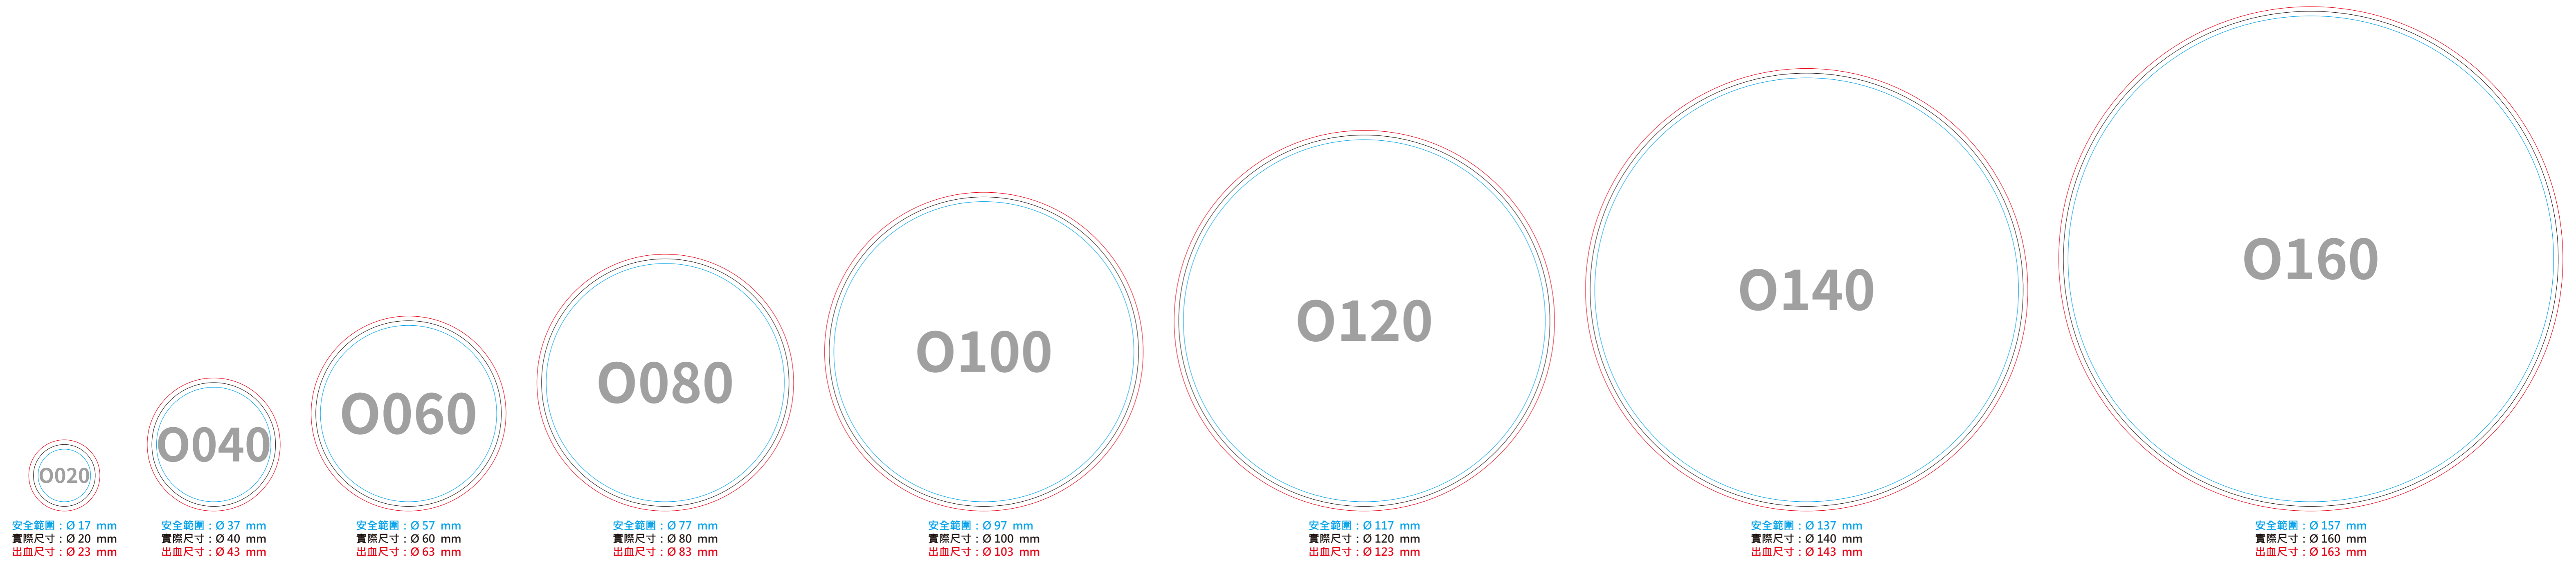 O020
安全範圍：Ø 17 mm
實際尺寸：Ø 20 mm
出血尺寸：Ø 23 mm
O040
安全範圍：Ø 37 mm
實際尺寸：Ø 40 mm
出血尺寸：Ø 43 mm
O060
安全範圍：Ø 57 mm
實際尺寸：Ø 60 mm
出血尺寸：Ø 63 mm
O080
安全範圍：Ø 77 mm
實際尺寸：Ø 80 mm
出血尺寸：Ø 83 mm
O100
安全範圍：Ø 97 mm
實際尺寸：Ø 100 mm
出血尺寸：Ø 103 mm
O120
安全範圍：Ø 117 mm
實際尺寸：Ø 120 mm
出血尺寸：Ø 123 mm
O140
安全範圍：Ø 137 mm
實際尺寸：Ø 140 mm
出血尺寸：Ø 143 mm
O160
安全範圍：Ø 157 mm
實際尺寸：Ø 160 mm
出血尺寸：Ø 163 mm